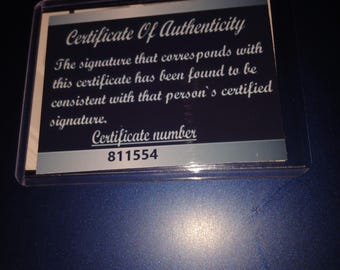 Certificate Of Authenticity
The signature that corresponds with
this certificate has been found to be
consistent with that person`s certified
signature.
Certificate number
811554